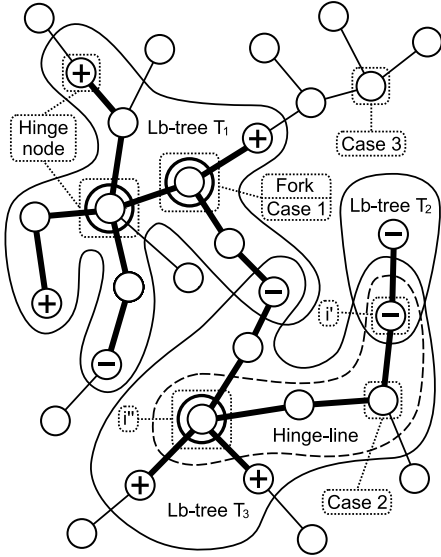 +
Hinge
node
Lb-tree T₁
+
Case 3
Fork
Case 1
Lb-tree T₂
−
+
−
−
i'
−
i''
Hinge-line
+
+
Case 2
Lb-tree T₃